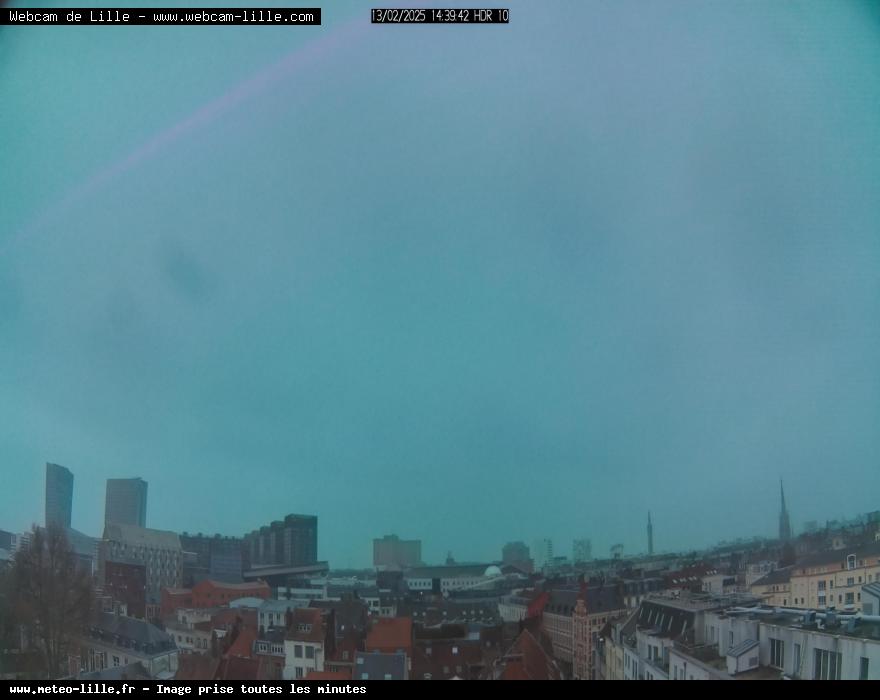 Webcam de Lille - www.webcam-lille.com
13/02/2025 14:39:42 HDR 10
www.meteo-lille.fr - Image prise toutes les minutes